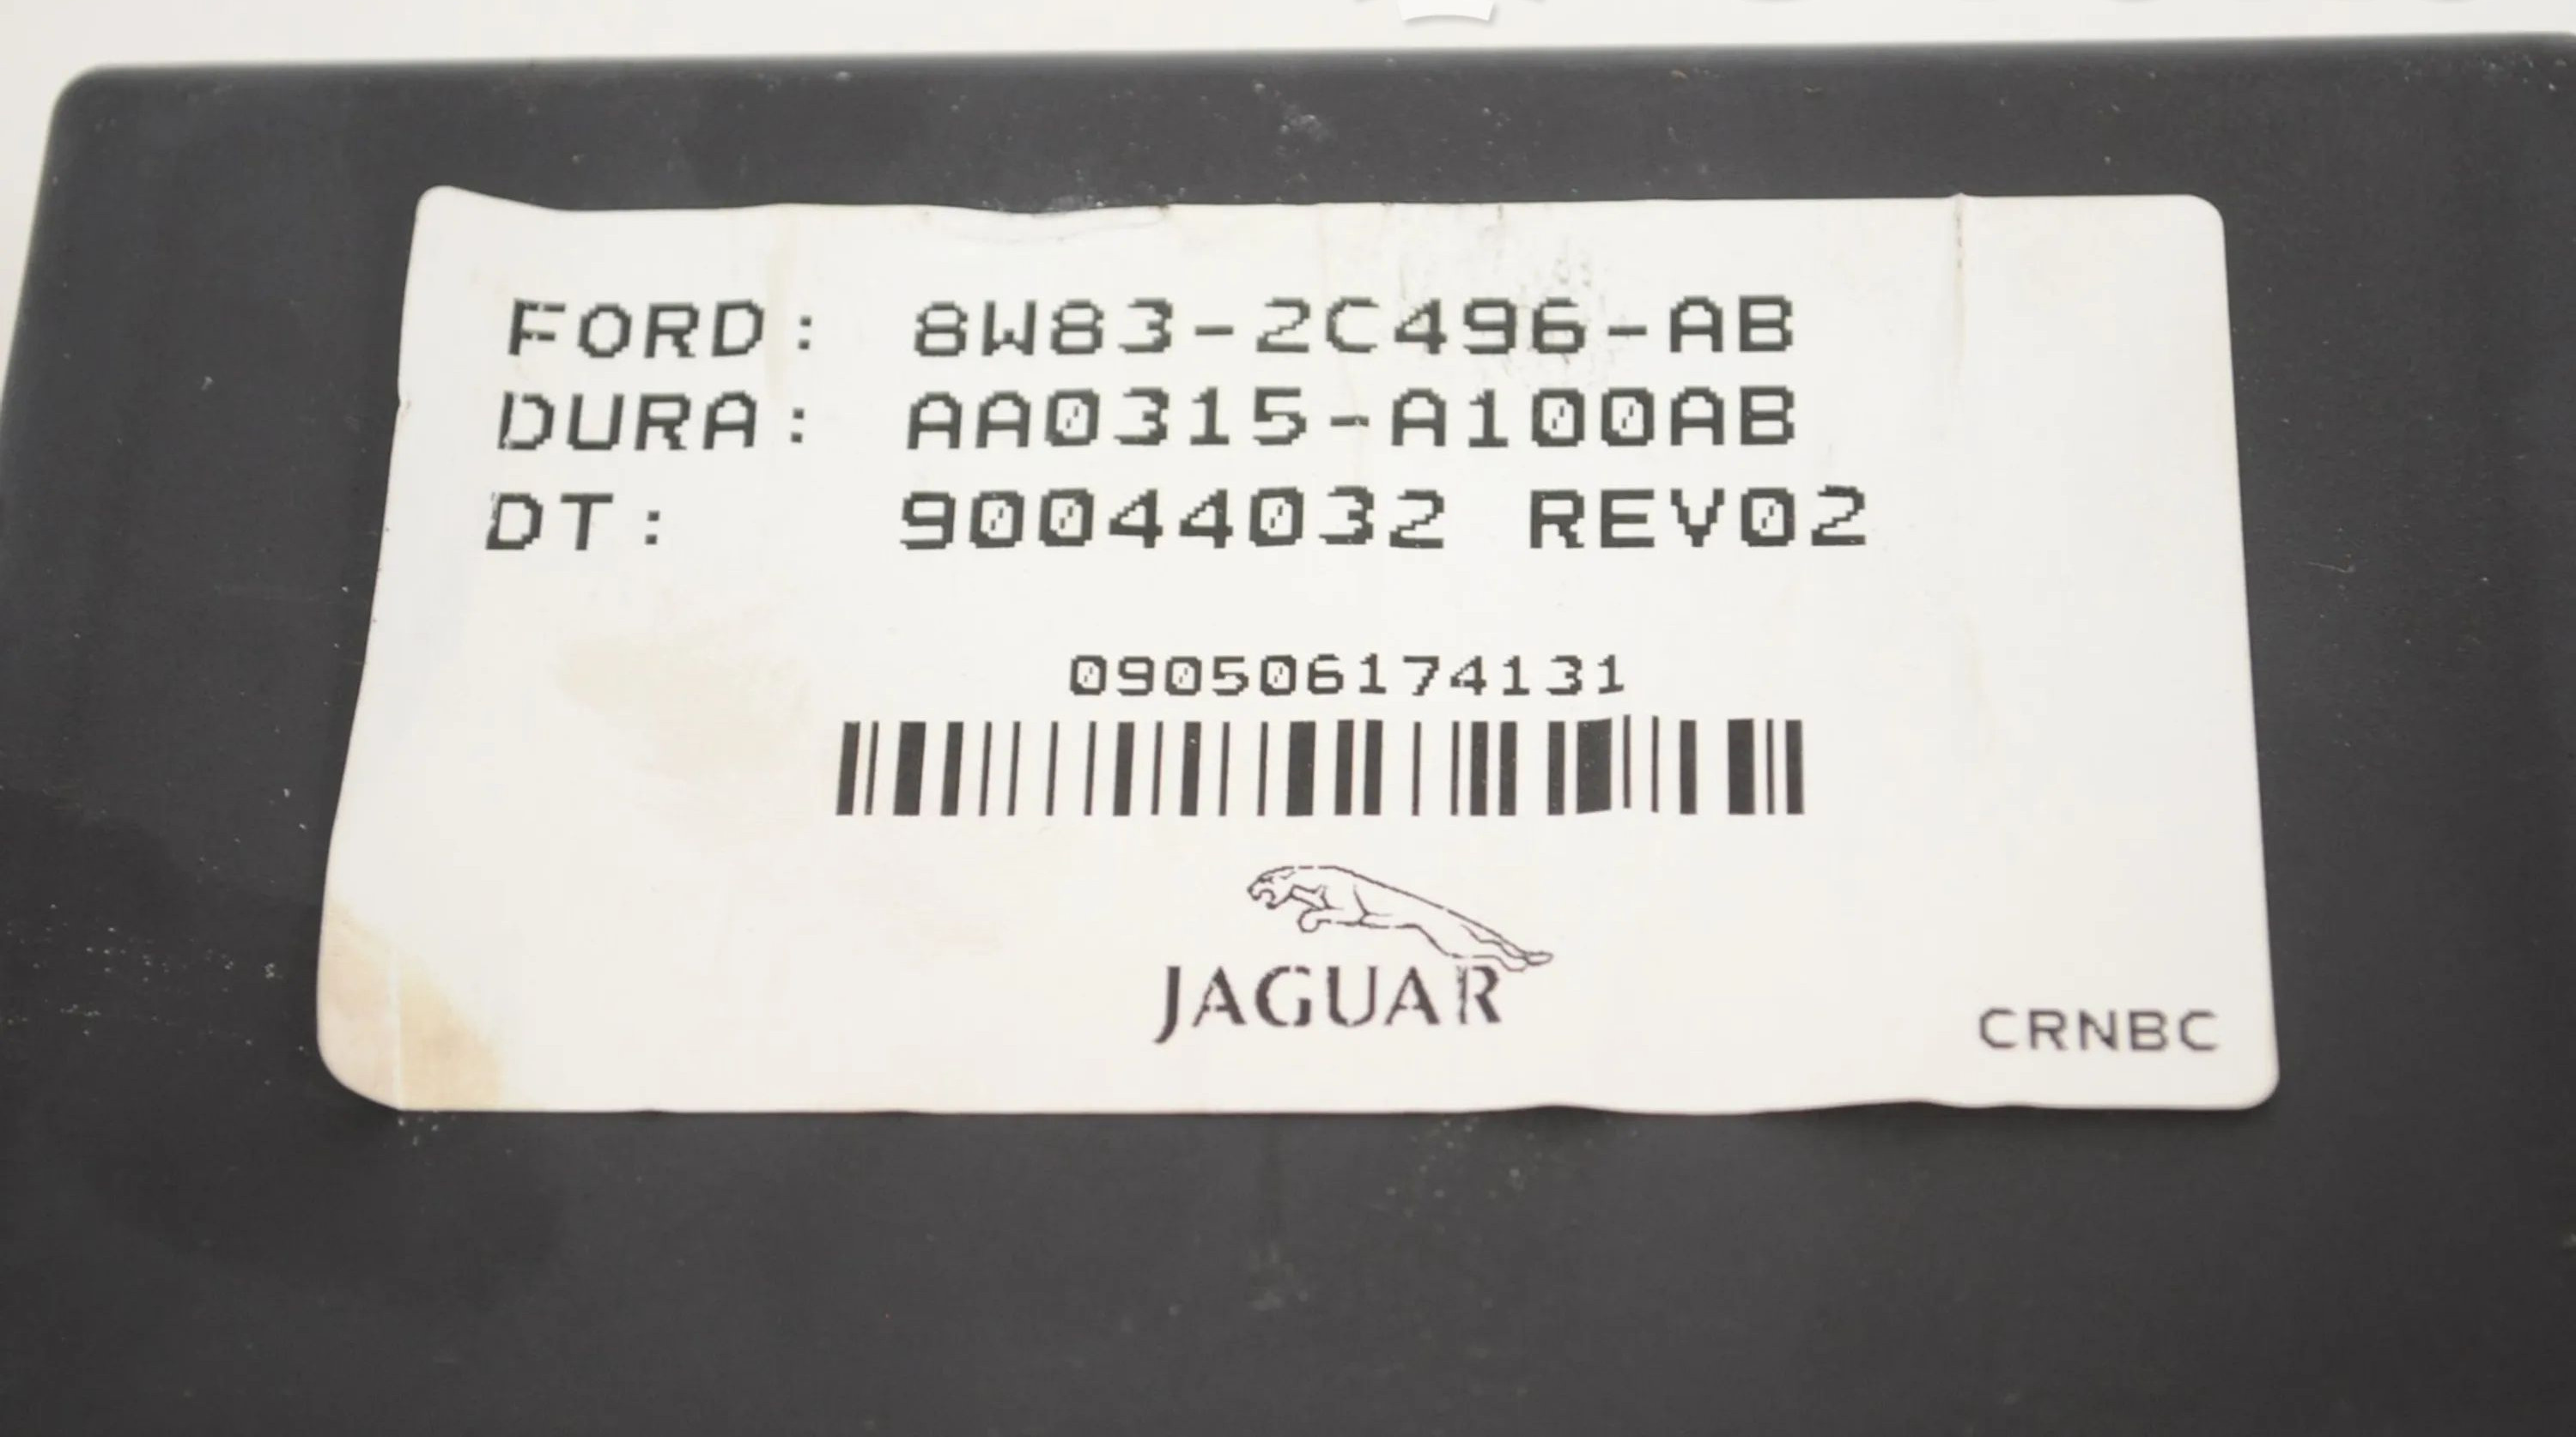 FORD: 8W83-2C496-AB
DURA: AA0315-A100AB
DT: 90044032 REV02
090506174131
JAGUAR
CRNBC